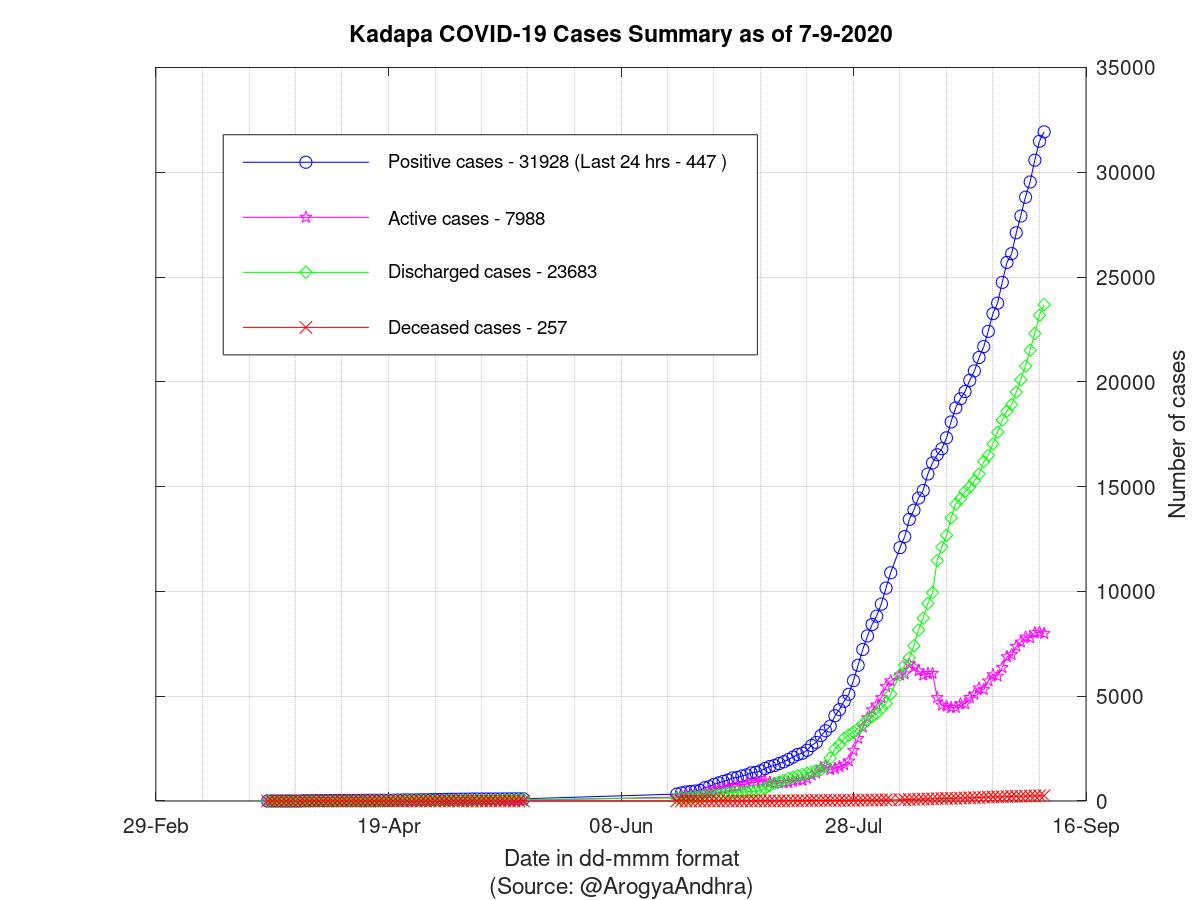 Kadapa COVID-19 Cases Summary as of 7-9-2020
35000
30000
25000
20000
15000
10000
5000
0
Number of cases
Positive cases - 31928 (Last 24 hrs - 447 )
Active cases - 7988
Discharged cases - 23683
Deceased cases - 257
29-Feb 19-Apr 08-Jun 28-Jul 16-Sep
Date in dd-mmm format
(Source: @ArogyaAndhra)